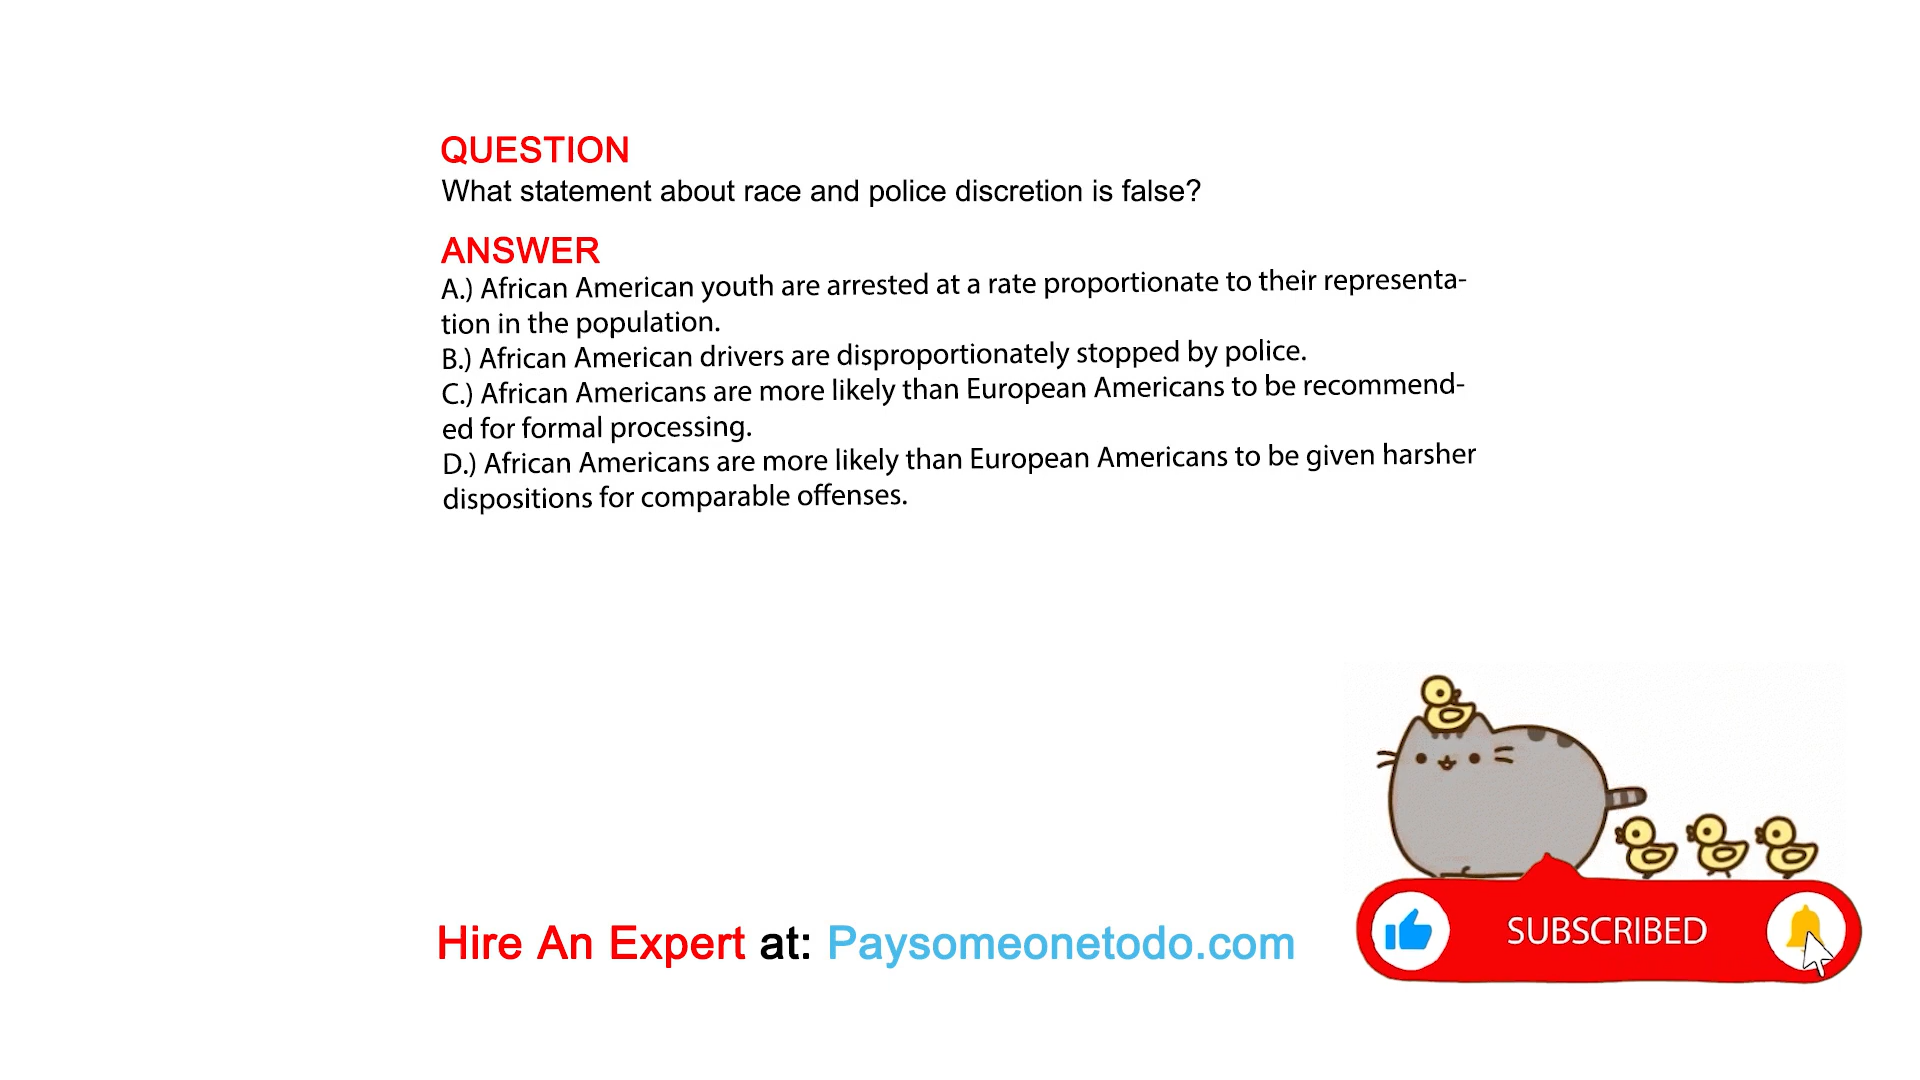 QUESTION
What statement about race and police discretion is false?
ANSWER
A.) African American youth are arrested at a rate proportionate to their representa-
tion in the population.
B.) African American drivers are disproportionately stopped by police.
C.) African Americans are more likely than European Americans to be recommend-
ed for formal processing.
D.) African Americans are more likely than European Americans to be given harsher
dispositions for comparable offenses.
Hire An Expert at: Paysomeonetodo.com
SUBSCRIBED